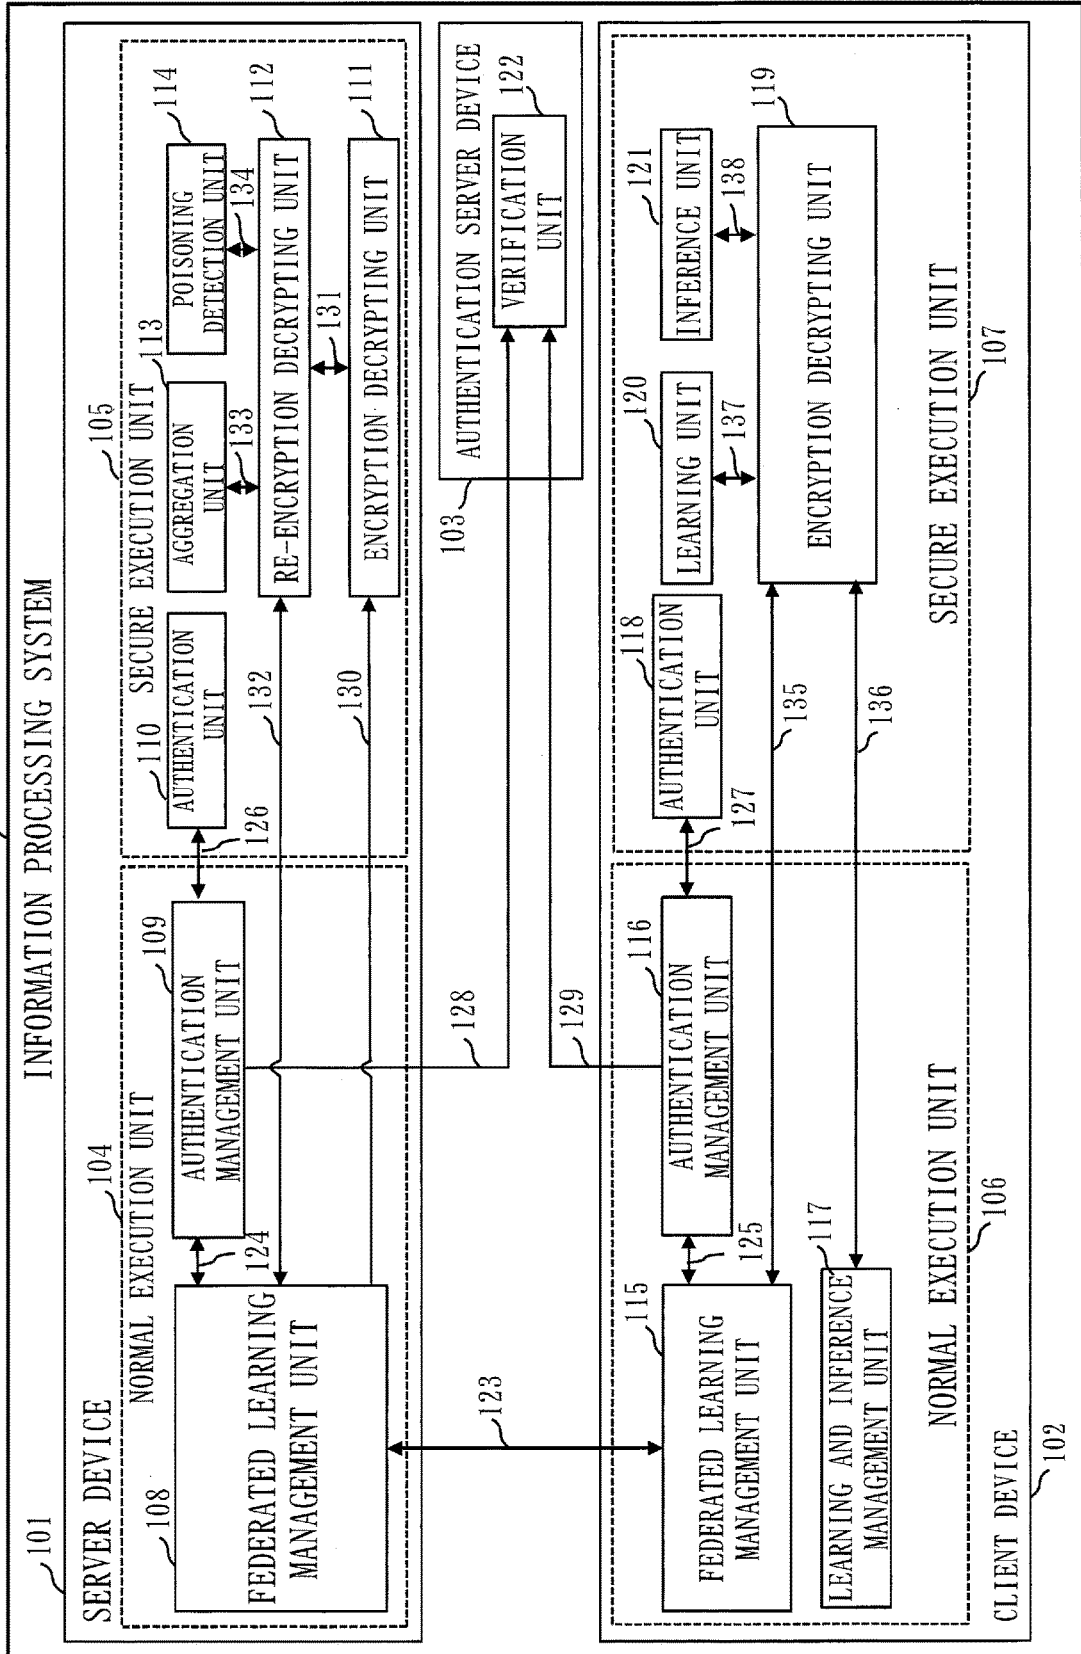 INFORMATION PROCESSING SYSTEM
101
SERVER DEVICE
104
NORMAL EXECUTION UNIT
108
FEDERATED LEARNING
MANAGEMENT UNIT
124
109
AUTHENTICATION
MANAGEMENT UNIT
126
105
SECURE EXECUTION UNIT
110
AUTHENTICATION
UNIT
113
AGGREGATION
UNIT
114
POISONING
DETECTION UNIT
133
134
112
RE-ENCRYPTION DECRYPTING UNIT
131
111
ENCRYPTION DECRYPTING UNIT
132
130
128
123
103
AUTHENTICATION SERVER DEVICE
122
VERIFICATION
UNIT
129
115
FEDERATED LEARNING
MANAGEMENT UNIT
125
116
AUTHENTICATION
MANAGEMENT UNIT
127
118
AUTHENTICATION
UNIT
120
LEARNING UNIT
121
INFERENCE UNIT
137
138
119
ENCRYPTION DECRYPTING UNIT
135
136
117
LEARNING AND INFERENCE
MANAGEMENT UNIT
NORMAL EXECUTION UNIT
106
SECURE EXECUTION UNIT
107
CLIENT DEVICE
102